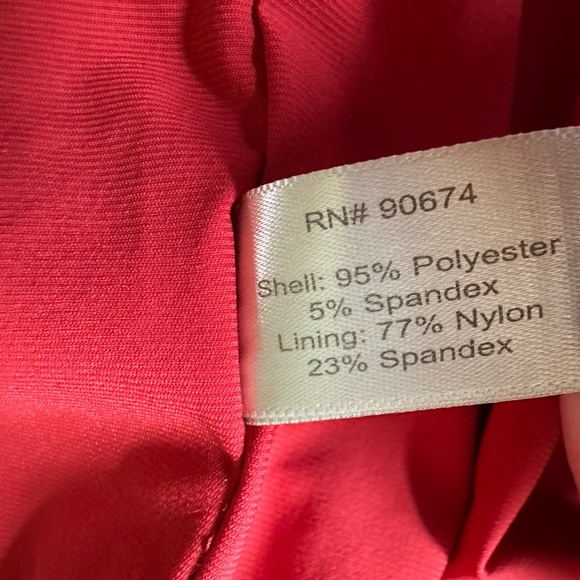 RN# 90674
Shell: 95% Polyester
5% Spandex
Lining: 77% Nylon
23% Spandex